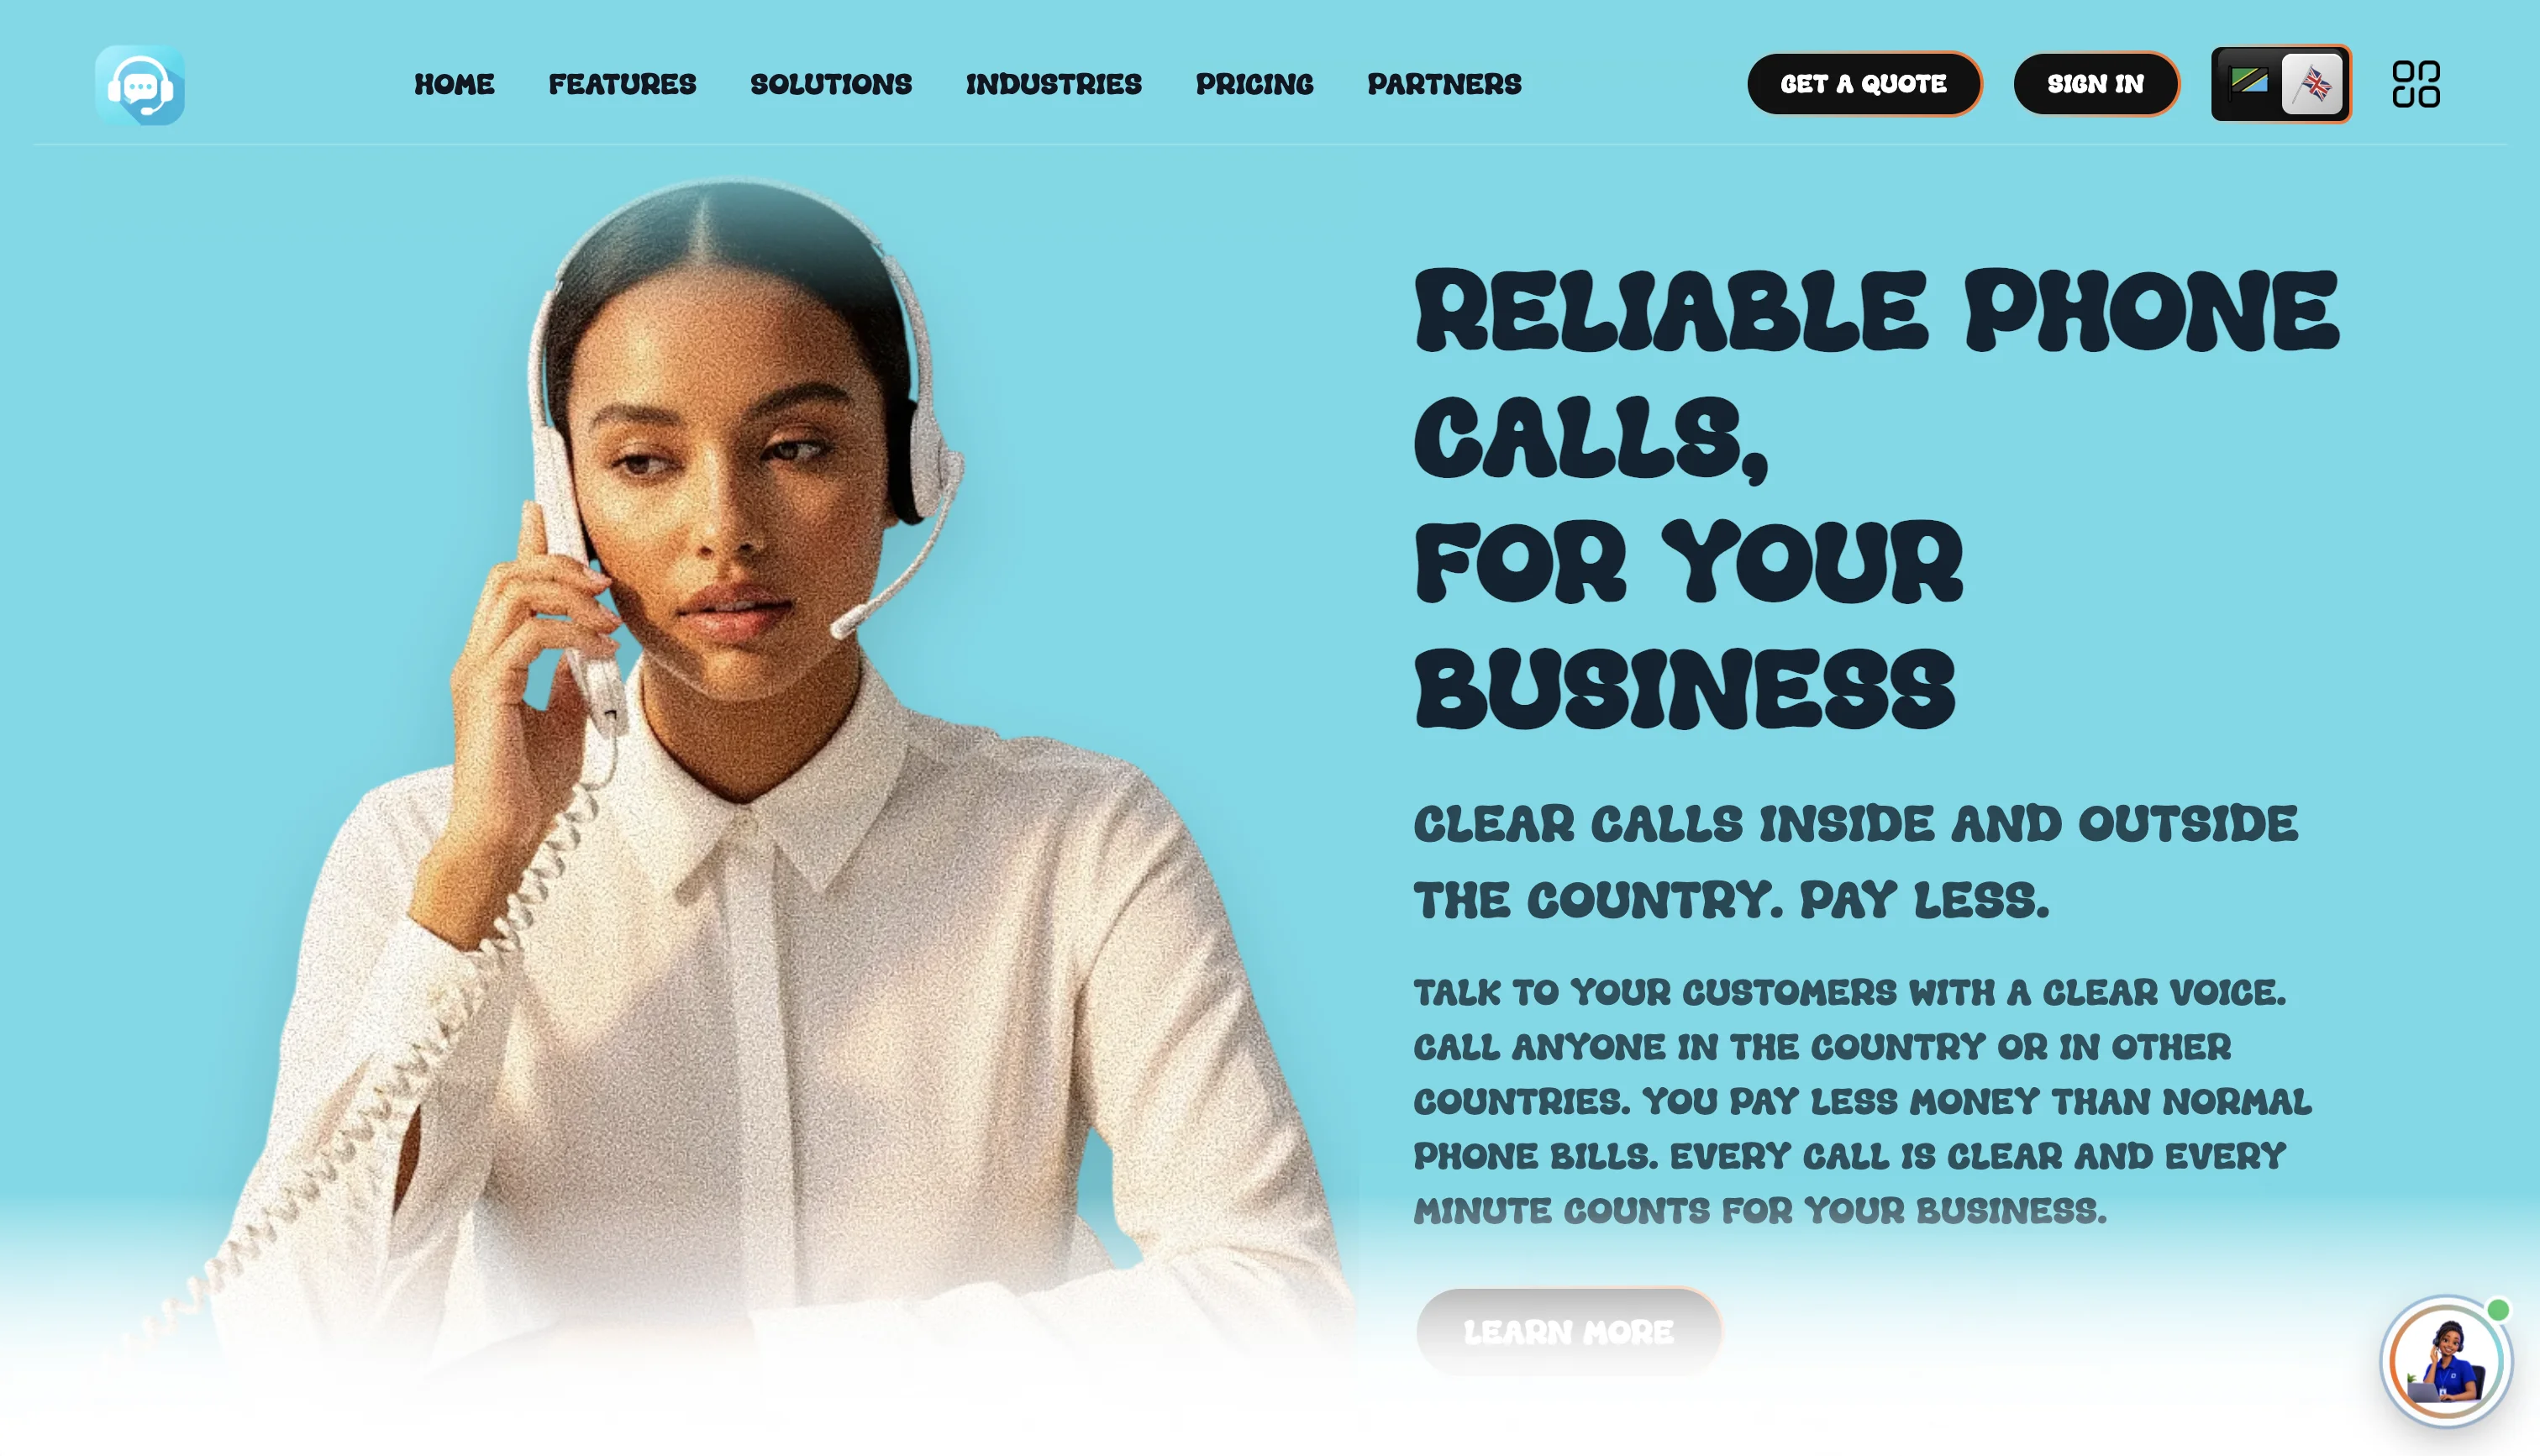 HOME
FEATURES
SOLUTIONS
INDUSTRIES
PRICING
PARTNERS
GET A QUOTE
SIGN IN
RELIABLE PHONE
CALLS,
FOR YOUR
BUSINESS
CLEAR CALLS INSIDE AND OUTSIDE
THE COUNTRY. PAY LESS.
TALK TO YOUR CUSTOMERS WITH A CLEAR VOICE.
CALL ANYONE IN THE COUNTRY OR IN OTHER
COUNTRIES. YOU PAY LESS MONEY THAN NORMAL
PHONE BILLS. EVERY CALL IS CLEAR AND EVERY
MINUTE COUNTS FOR YOUR BUSINESS.
LEARN MORE